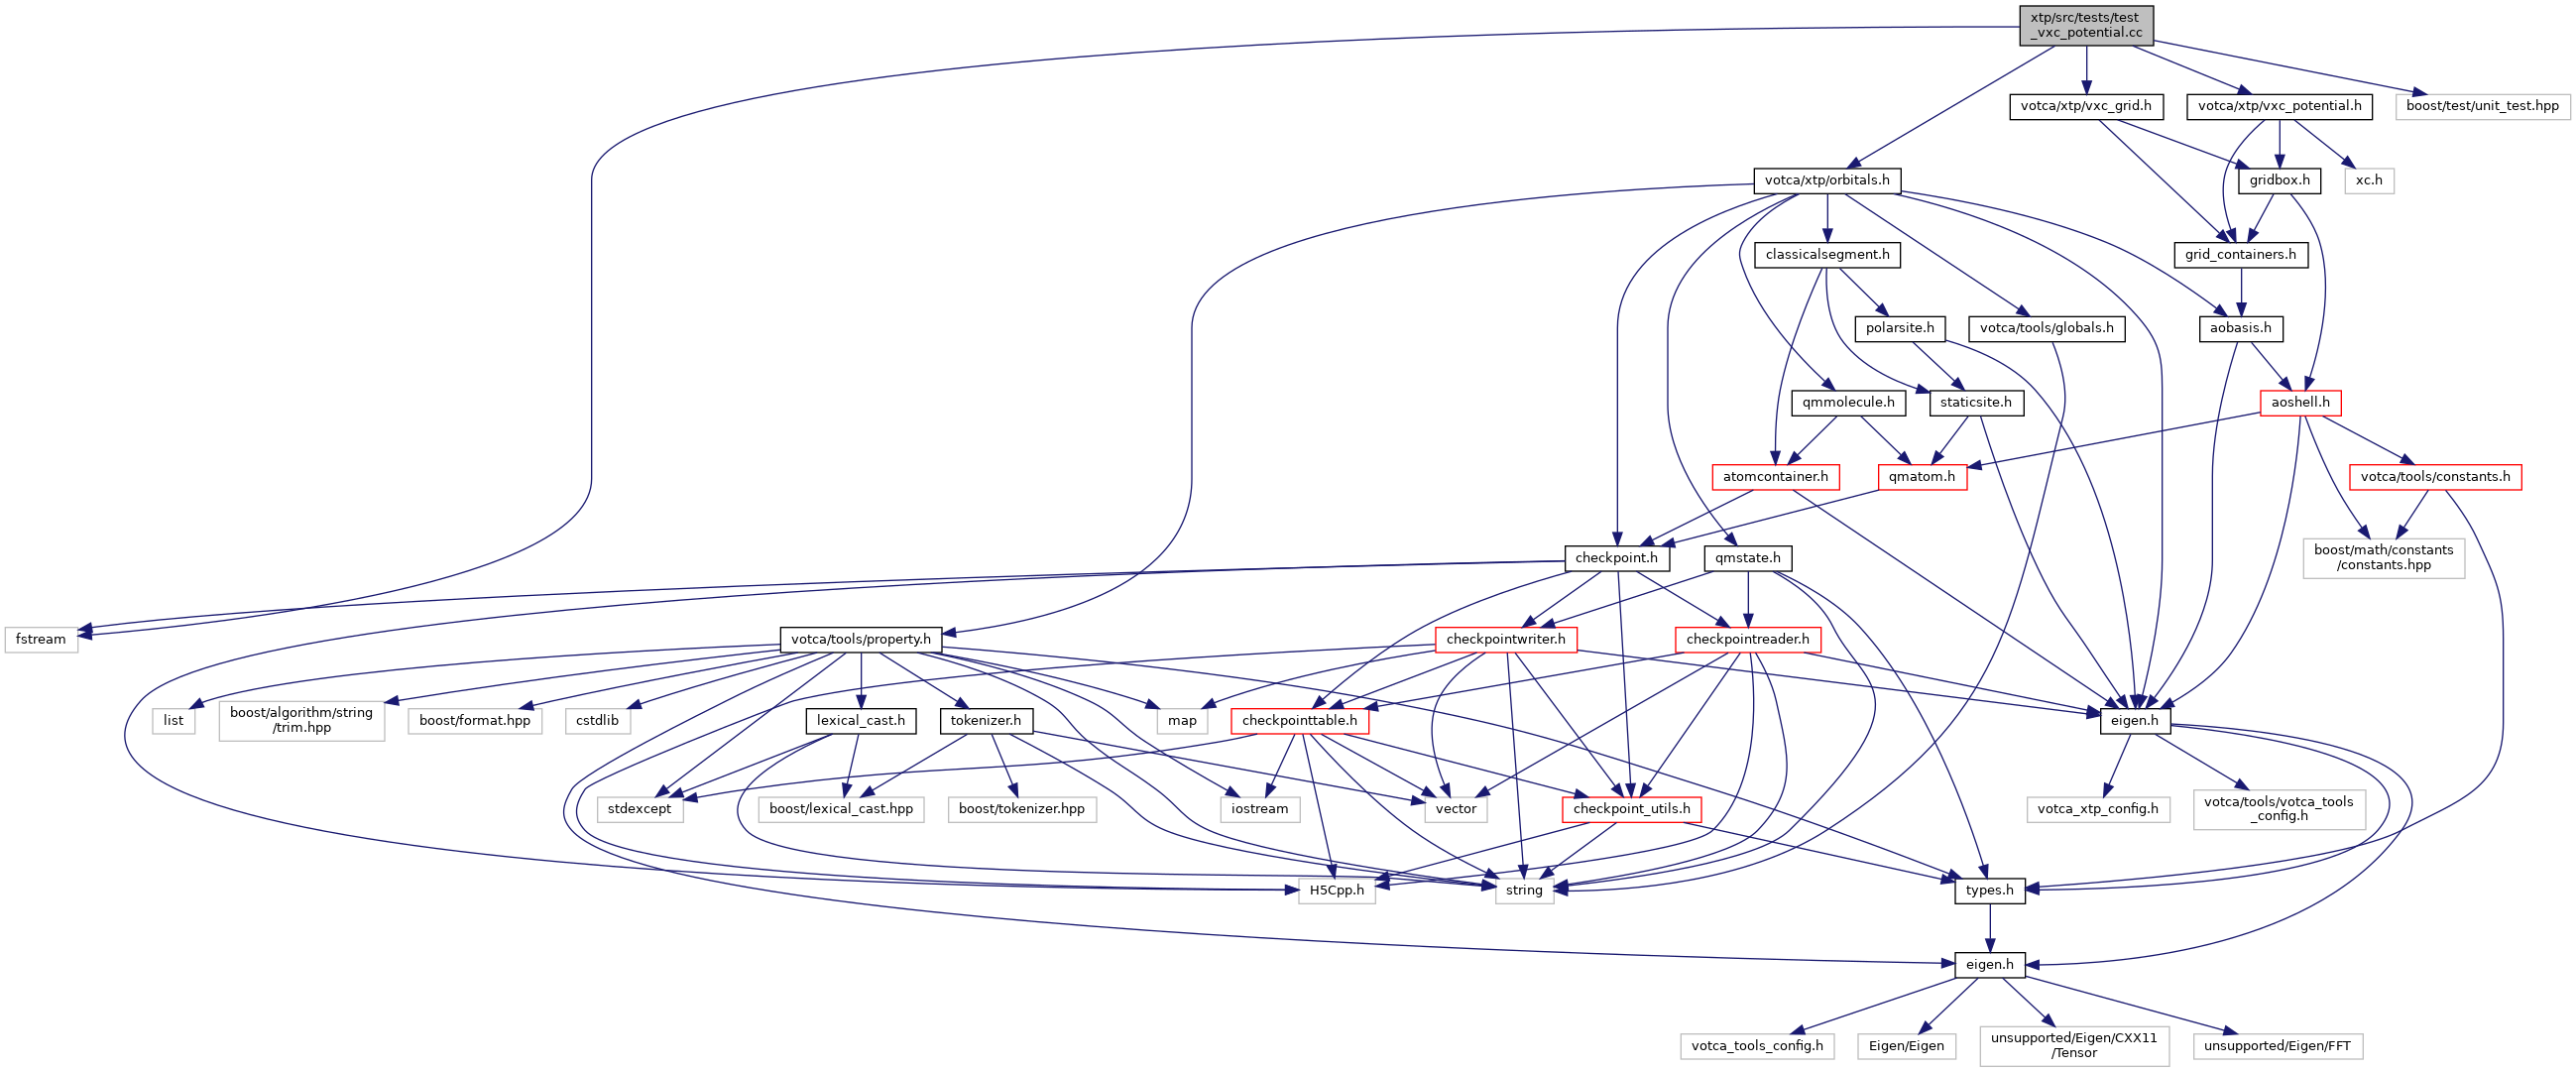 xtp/src/tests/test
_vxc_potential.cc
votca/xtp/vxc_grid.h
votca/xtp/vxc_potential.h
boost/test/unit_test.hpp
votca/xtp/orbitals.h
gridbox.h
xc.h
classicalsegment.h
grid_containers.h
polarsite.h
votca/tools/globals.h
aobasis.h
qmmolecule.h
staticsite.h
aoshell.h
atomcontainer.h
qmatom.h
votca/tools/constants.h
checkpoint.h
qmstate.h
boost/math/constants
/constants.hpp
fstream
votca/tools/property.h
checkpointwriter.h
checkpointreader.h
list
boost/algorithm/string
/trim.hpp
boost/format.hpp
cstdlib
lexical_cast.h
tokenizer.h
map
checkpointtable.h
eigen.h
stdexcept
boost/lexical_cast.hpp
boost/tokenizer.hpp
iostream
vector
checkpoint_utils.h
votca_xtp_config.h
votca/tools/votca_tools
_config.h
H5Cpp.h
string
types.h
eigen.h
votca_tools_config.h
Eigen/Eigen
unsupported/Eigen/CXX11
/Tensor
unsupported/Eigen/FFT